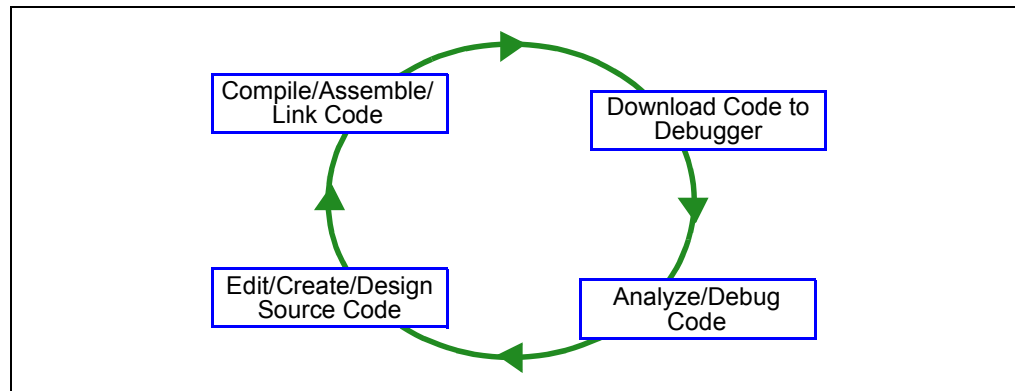 Compile/Assemble/
Link Code
Download Code to
Debugger
Edit/Create/Design
Source Code
Analyze/Debug
Code